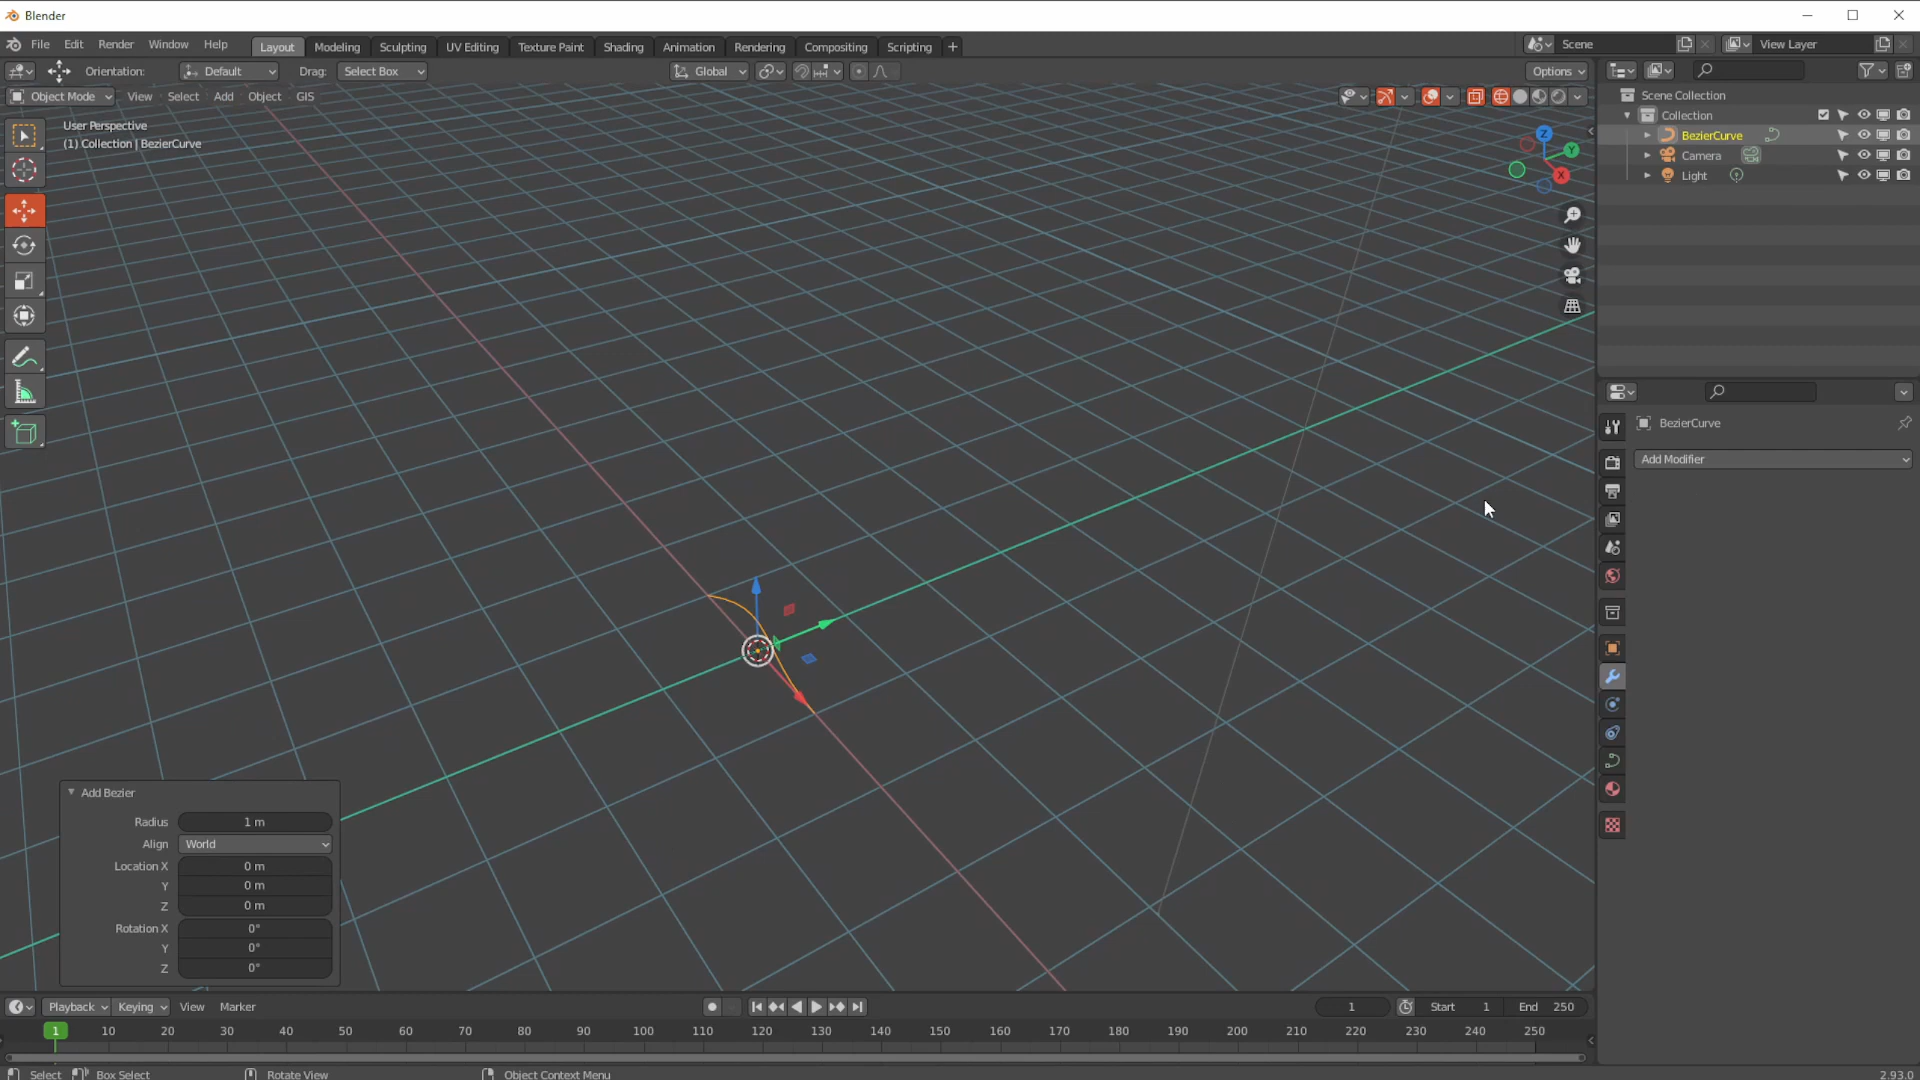 Blender
File Edit Render Window Help Layout Modeling Sculpting UV Editing Texture Paint Shading Animation Rendering Compositing Scripting + Scene View Layer
Orientation: Default Drag: Select Box Global Options
Object Mode View Select Add Object GIS
Scene Collection
Collection
BezierCurve
Camera
Light
User Perspective
(1) Collection | BezierCurve
Z
Y
X
BezierCurve
Add Modifier
Add Bezier
Radius 1 m
Align World
Location X 0 m
Y 0 m
Z 0 m
Rotation X 0°
Y 0°
Z 0°
Playback Keying View Marker 1 Start 1 End 250
1 10 20 30 40 50 60 70 80 90 100 110 120 130 140 150 160 170 180 190 200 210 220 230 240 250
Select Box Select Rotate View Object Context Menu 2.93.0